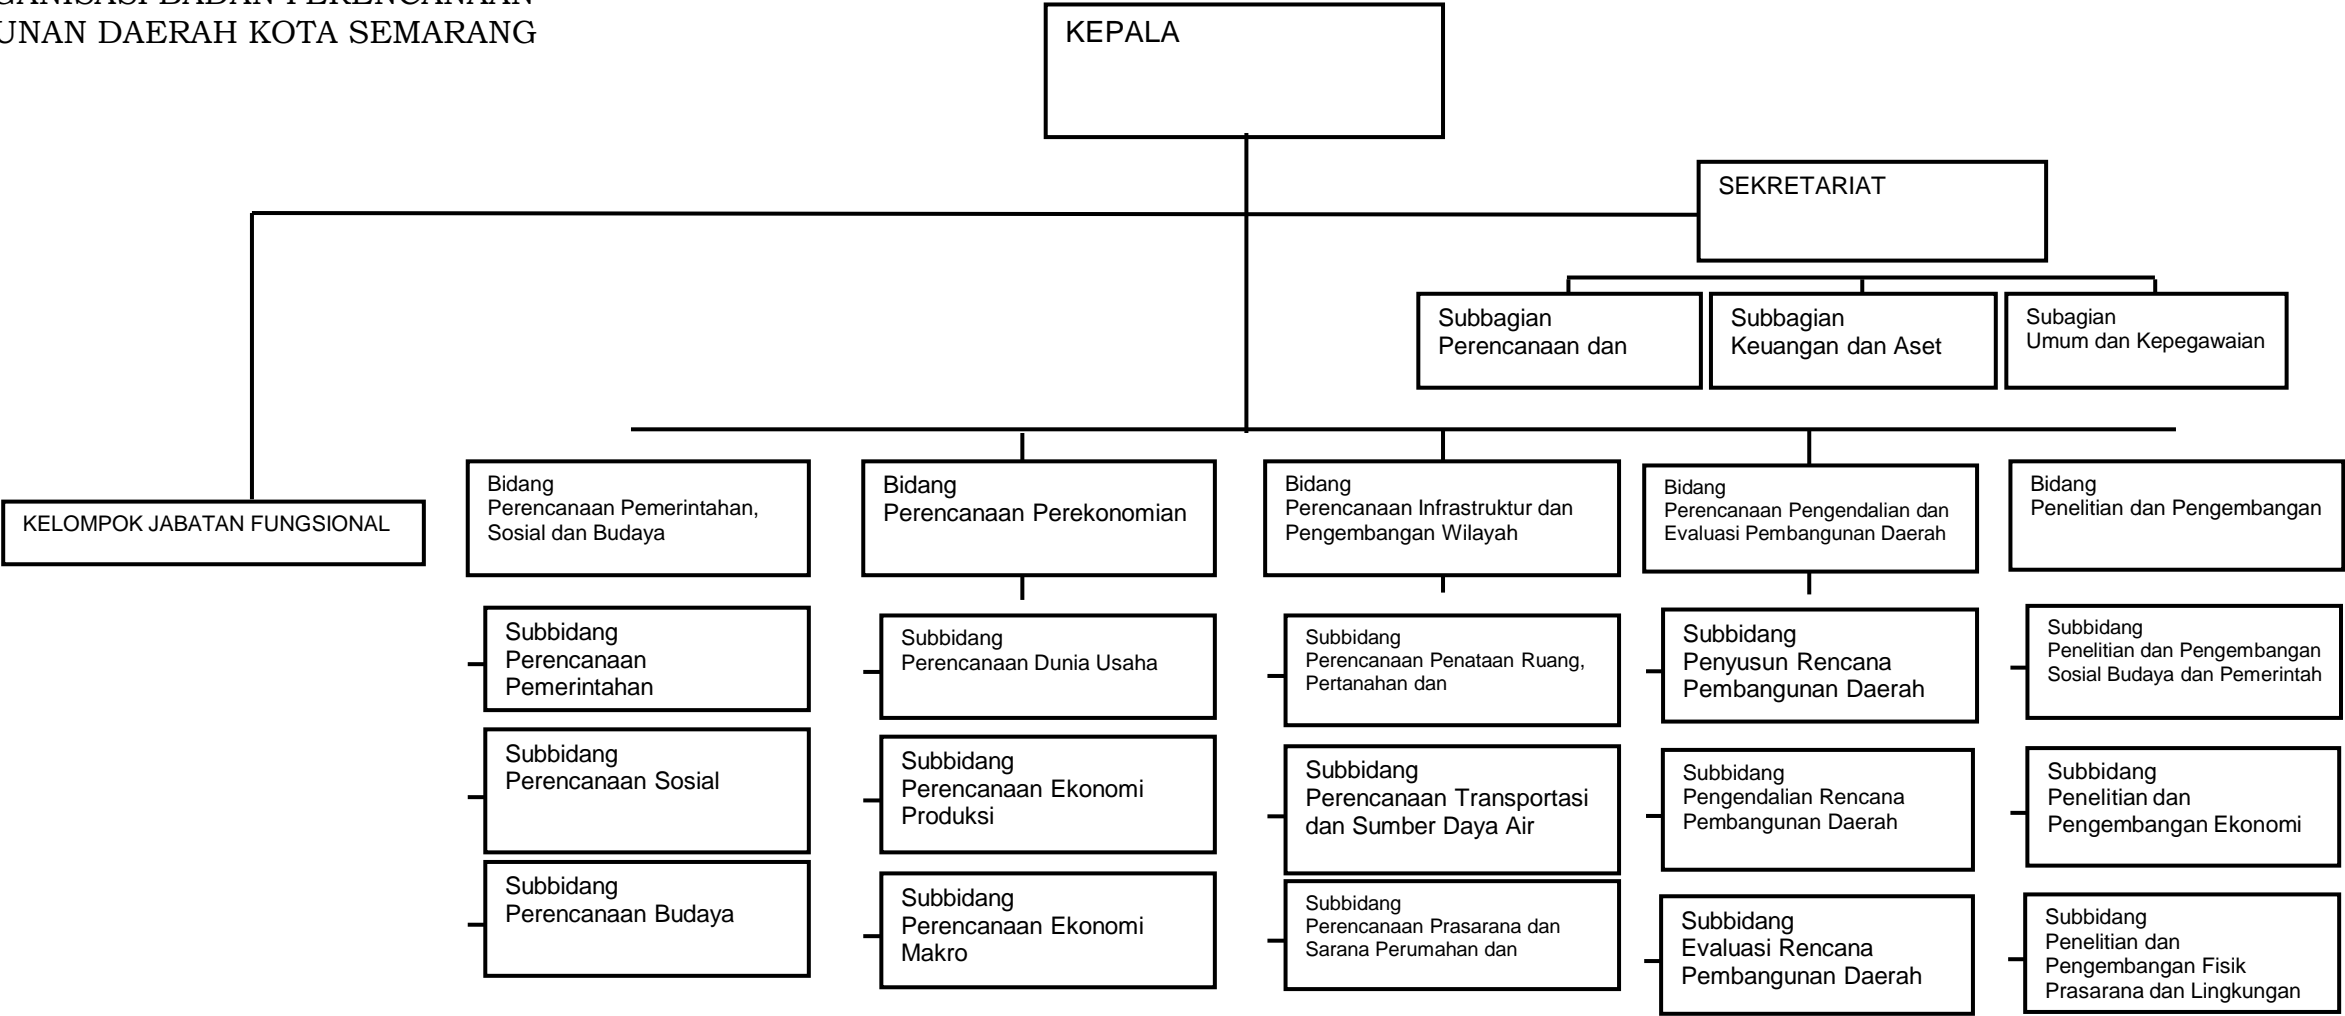 GANISASI BADAN PERENCANAAN
UNAN DAERAH KOTA SEMARANG
KEPALA
SEKRETARIAT
Subbagian
Perencanaan dan
Subbagian
Keuangan dan Aset
Subagian
Umum dan Kepegawaian
KELOMPOK JABATAN FUNGSIONAL
Bidang
Perencanaan Pemerintahan,
Sosial dan Budaya
Bidang
Perencanaan Perekonomian
Bidang
Perencanaan Infrastruktur dan
Pengembangan Wilayah
Bidang
Perencanaan Pengendalian dan
Evaluasi Pembangunan Daerah
Bidang
Penelitian dan Pengembangan
Subbidang
Perencanaan
Pemerintahan
Subbidang
Perencanaan Dunia Usaha
Subbidang
Perencanaan Penataan Ruang,
Pertanahan dan
Subbidang
Penyusun Rencana
Pembangunan Daerah
Subbidang
Penelitian dan Pengembangan
Sosial Budaya dan Pemerintah
Subbidang
Perencanaan Sosial
Subbidang
Perencanaan Ekonomi
Produksi
Subbidang
Perencanaan Transportasi
dan Sumber Daya Air
Subbidang
Pengendalian Rencana
Pembangunan Daerah
Subbidang
Penelitian dan
Pengembangan Ekonomi
Subbidang
Perencanaan Budaya
Subbidang
Perencanaan Ekonomi
Makro
Subbidang
Perencanaan Prasarana dan
Sarana Perumahan dan
Subbidang
Evaluasi Rencana
Pembangunan Daerah
Subbidang
Penelitian dan
Pengembangan Fisik
Prasarana dan Lingkungan